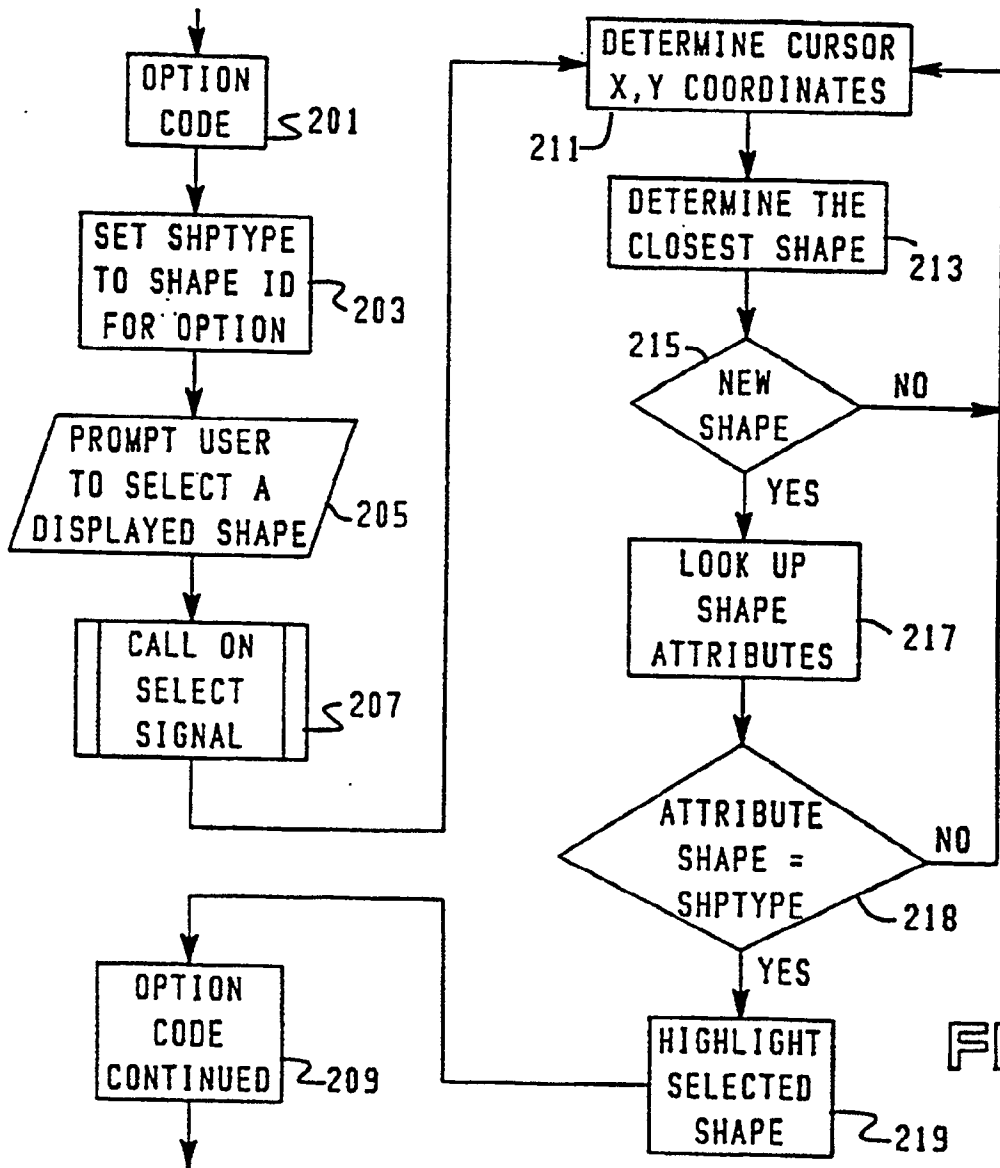 OPTION
CODE
201
SET SHPTYPE
TO SHAPE ID
FOR OPTION
203
PROMPT USER
TO SELECT A
DISPLAYED SHAPE
205
CALL ON
SELECT
SIGNAL
207
OPTION
CODE
CONTINUED
209
DETERMINE CURSOR
X,Y COORDINATES
211
DETERMINE THE
CLOSEST SHAPE
213
215
NEW
SHAPE
NO
YES
LOOK UP
SHAPE
ATTRIBUTES
217
ATTRIBUTE
SHAPE =
SHPTYPE
NO
218
YES
HIGHLIGHT
SELECTED
SHAPE
219